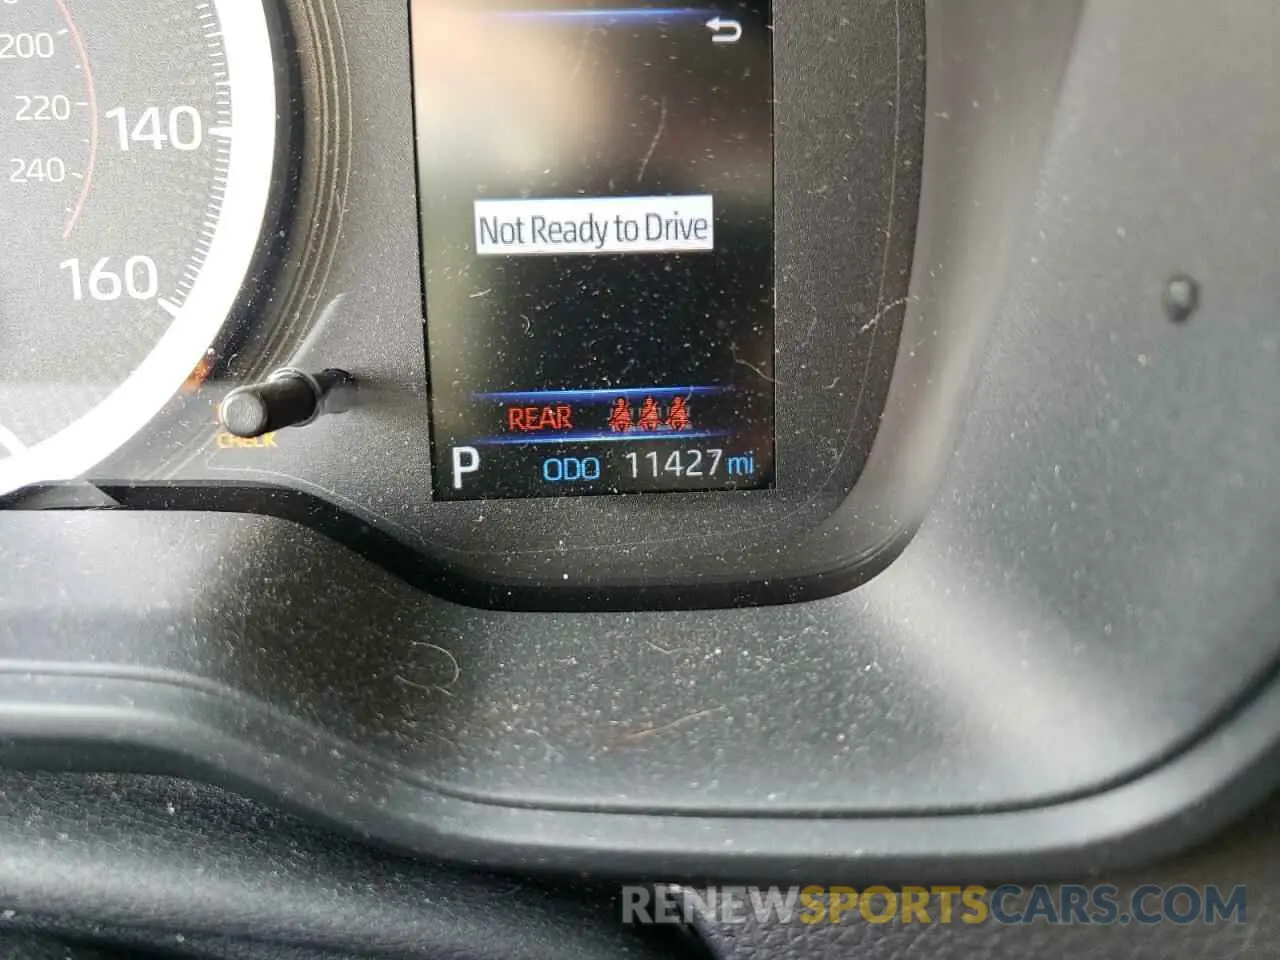 200
220
140
240
160
Not Ready to Drive
REAR
CHECK
P ODO 11427 mi
RENEWSPORTSCARS.COM